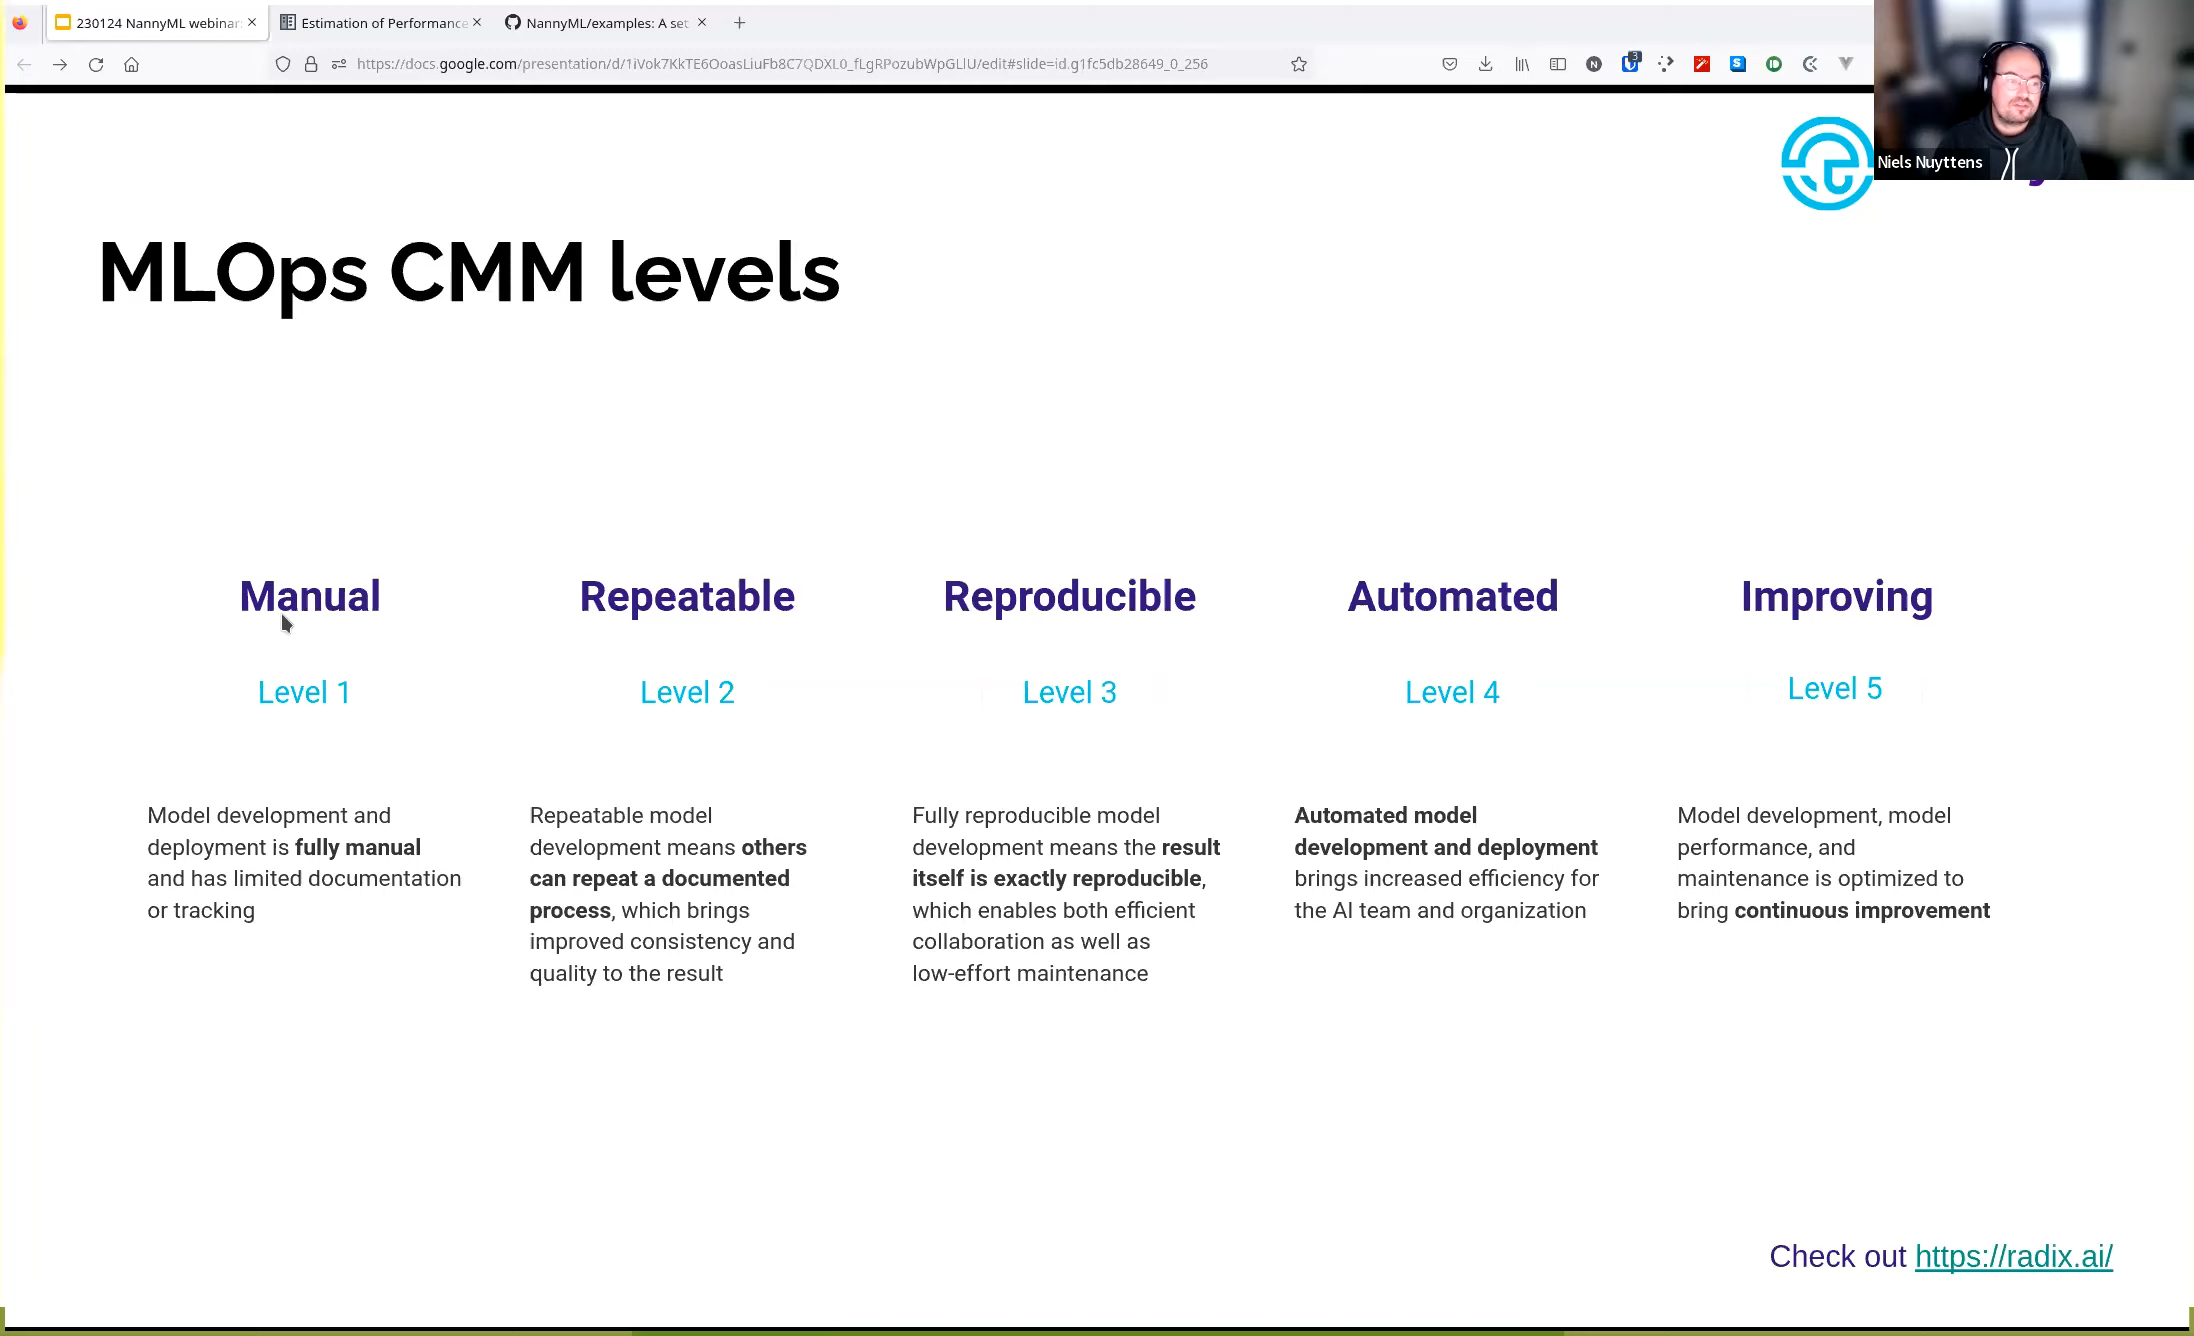 230124 NannyML webinar
Estimation of Performance
NannyML/examples: A set
https://docs.google.com/presentation/d/1iVok7KkTE6OoasLiuFb8C7QDXL0_fLgRPozubWpGLlU/edit#slide=id.g1fc5db28649_0_256
3
Niels Nuyttens
MLOps CMM levels
Manual
Level 1
Model development and
deployment is fully manual
and has limited documentation
or tracking
Repeatable
Level 2
Repeatable model
development means others
can repeat a documented
process, which brings
improved consistency and
quality to the result
Reproducible
Level 3
Fully reproducible model
development means the result
itself is exactly reproducible,
which enables both efficient
collaboration as well as
low-effort maintenance
Automated
Level 4
Automated model
development and deployment
brings increased efficiency for
the AI team and organization
Improving
Level 5
Model development, model
performance, and
maintenance is optimized to
bring continuous improvement
Check out https://radix.ai/